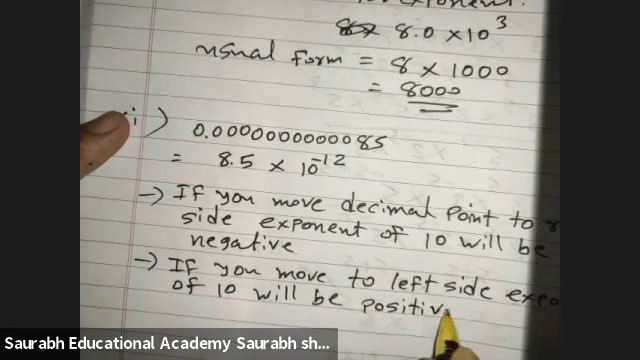 8.0 × 10³
usual form = 8 × 1000
= 8000
i)
0.0000000000085
= 8.5 × 10⁻¹²
→ If you move decimal point to
side exponent of 10 will be
negative
→ If you move to left side expo
of 10 will be positiv
Saurabh Educational Academy Saurabh sh...